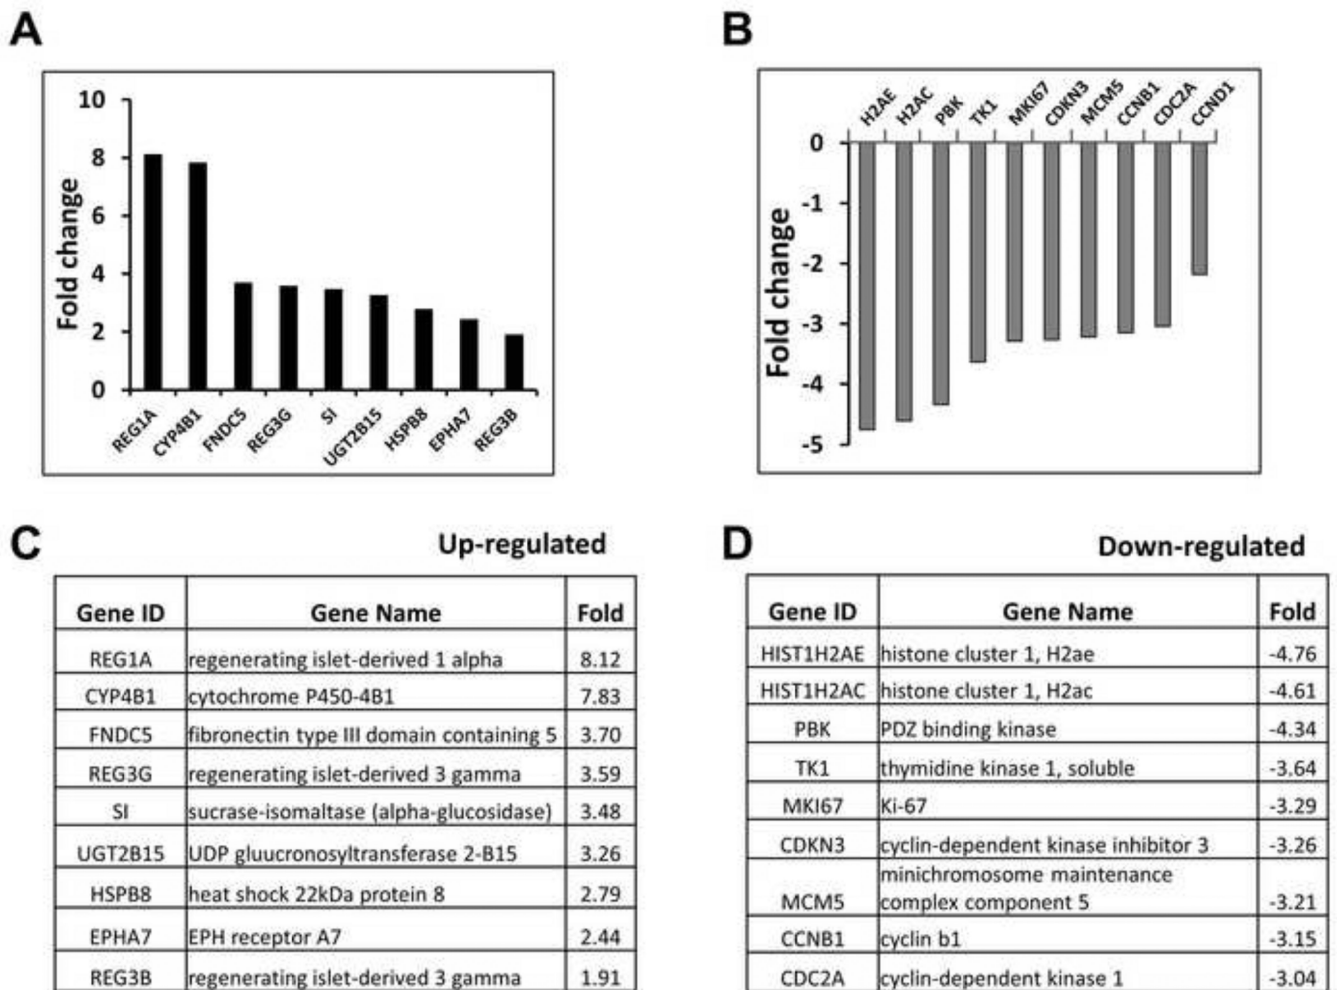 A
Fold change
10
8
6
4
2
0
REG1A CYP4B1 FNDC5 REG3G SI UGT2B15 HSPB8 EPHA7 REG3B
B
H2AE H2AC PBK TK1 MKI67 CDKN3 MCM5 CCNB1 CDC2A CCND1
Fold change
0
-1
-2
-3
-4
-5
C
Up-regulated
Gene ID Gene Name Fold
REG1A regenerating islet-derived 1 alpha 8.12
CYP4B1 cytochrome P450-4B1 7.83
FNDC5 fibronectin type III domain containing 5 3.70
REG3G regenerating islet-derived 3 gamma 3.59
SI sucrase-isomaltase (alpha-glucosidase) 3.48
UGT2B15 UDP gluucronosyltransferase 2-B15 3.26
HSPB8 heat shock 22kDa protein 8 2.79
EPHA7 EPH receptor A7 2.44
REG3B regenerating islet-derived 3 gamma 1.91
D
Down-regulated
Gene ID Gene Name Fold
HIST1H2AE histone cluster 1, H2ae -4.76
HIST1H2AC histone cluster 1, H2ac -4.61
PBK PDZ binding kinase -4.34
TK1 thymidine kinase 1, soluble -3.64
MKI67 Ki-67 -3.29
CDKN3 cyclin-dependent kinase inhibitor 3 -3.26
minichromosome maintenance
MCM5 complex component 5 -3.21
CCNB1 cyclin b1 -3.15
CDC2A cyclin-dependent kinase 1 -3.04